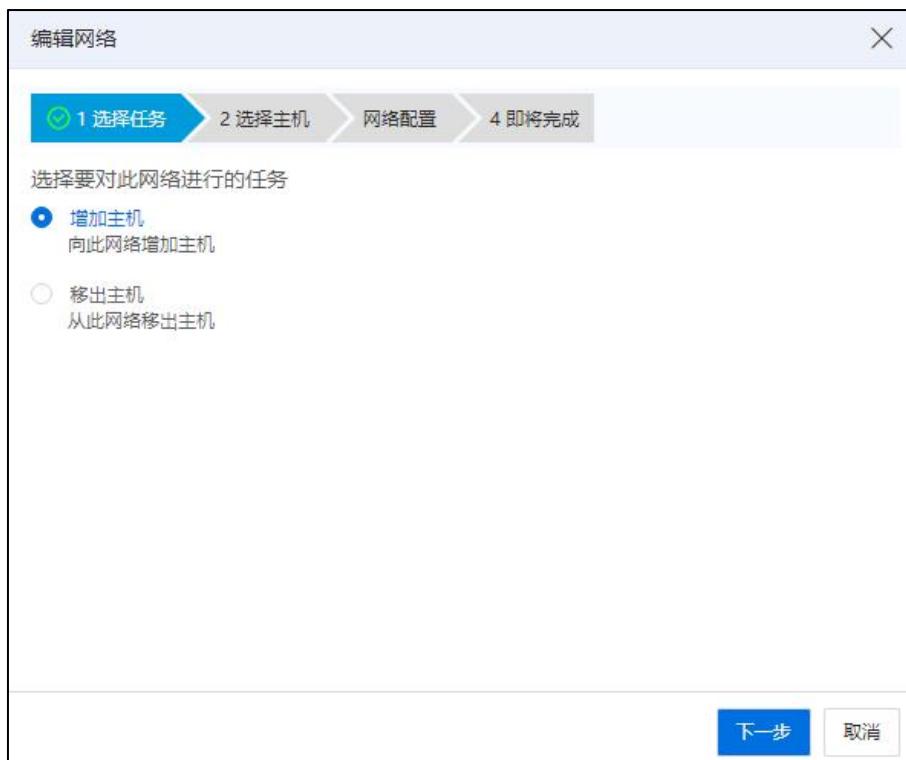 编辑网络
1 选择任务 2 选择主机 网络配置 4 即将完成
选择要对此网络进行的任务
增加主机
向此网络增加主机
移出主机
从此网络移出主机
下一步 取消